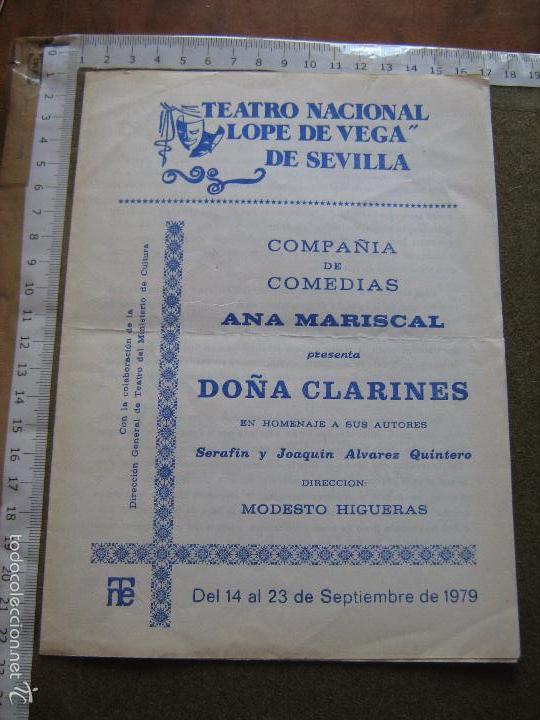 TEATRO NACIONAL
LOPE DE VEGA”
DE SEVILLA
COMPAÑIA
DE
COMEDIAS
ANA MARISCAL
presenta
DOÑA CLARINES
EN HOMENAJE A SUS AUTORES
Serafín y Joaquín Alvarez Quintero
DIRECCION:
MODESTO HIGUERAS
Con la colaboración de la
Dirección General de Teatro del Ministerio de Cultura
Del 14 al 23 de Septiembre de 1979
todocoleccion.net